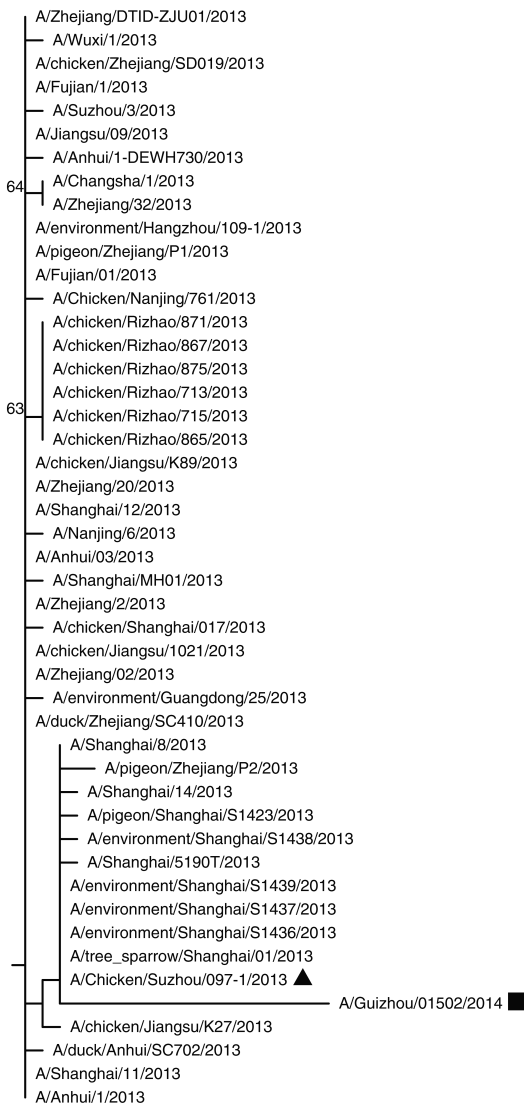 A/Zhejiang/DTID-ZJU01/2013
A/Wuxi/1/2013
A/chicken/Zhejiang/SD019/2013
A/Fujian/1/2013
A/Suzhou/3/2013
A/Jiangsu/09/2013
A/Anhui/1-DEWH730/2013
64
A/Changsha/1/2013
A/Zhejiang/32/2013
A/environment/Hangzhou/109-1/2013
A/pigeon/Zhejiang/P1/2013
A/Fujian/01/2013
A/Chicken/Nanjing/761/2013
A/chicken/Rizhao/871/2013
A/chicken/Rizhao/867/2013
A/chicken/Rizhao/875/2013
A/chicken/Rizhao/713/2013
63
A/chicken/Rizhao/715/2013
A/chicken/Rizhao/865/2013
A/chicken/Jiangsu/K89/2013
A/Zhejiang/20/2013
A/Shanghai/12/2013
A/Nanjing/6/2013
A/Anhui/03/2013
A/Shanghai/MH01/2013
A/Zhejiang/2/2013
A/chicken/Shanghai/017/2013
A/chicken/Jiangsu/1021/2013
A/Zhejiang/02/2013
A/environment/Guangdong/25/2013
A/duck/Zhejiang/SC410/2013
A/Shanghai/8/2013
A/pigeon/Zhejiang/P2/2013
A/Shanghai/14/2013
A/pigeon/Shanghai/S1423/2013
A/environment/Shanghai/S1438/2013
A/Shanghai/5190T/2013
A/environment/Shanghai/S1439/2013
A/environment/Shanghai/S1437/2013
A/environment/Shanghai/S1436/2013
A/tree_sparrow/Shanghai/01/2013
A/Chicken/Suzhou/097-1/2013
A/Guizhou/01502/2014
A/chicken/Jiangsu/K27/2013
A/duck/Anhui/SC702/2013
A/Shanghai/11/2013
A/Anhui/1/2013